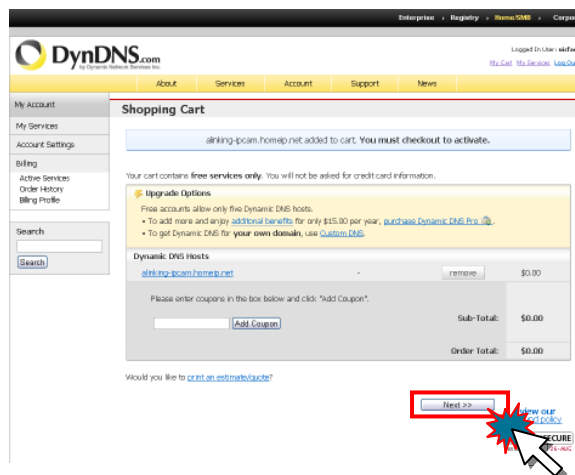 Enterprise › Registry › Home/SMB › Corpo
DynDNS.com
by Dynamic Network Services Inc.
Logged In User:
My Cart My Services Log Out
About Services Account Support News
My Account
Shopping Cart
My Services
Account Settings
Billing
Active Services
Order History
Billing Profile
Search
Search
alinking-ipcam.homeip.net added to cart. You must checkout to activate.
Your cart contains free services only. You will not be asked for credit card information.
Upgrade Options
Free accounts allow only five Dynamic DNS hosts.
• To add more and enjoy additional benefits for only $15.00 per year, purchase Dynamic DNS Pro.
• To get Dynamic DNS for your own domain, use Custom DNS.
Dynamic DNS Hosts
alinking-ipcam.homeip.net - remove $0.00
Please enter coupons in the box below and click "Add Coupon".
Add Coupon
Sub-Total: $0.00
Order Total: $0.00
Would you like to print an estimate/quote?
Next >>
view our
policy
SECURE